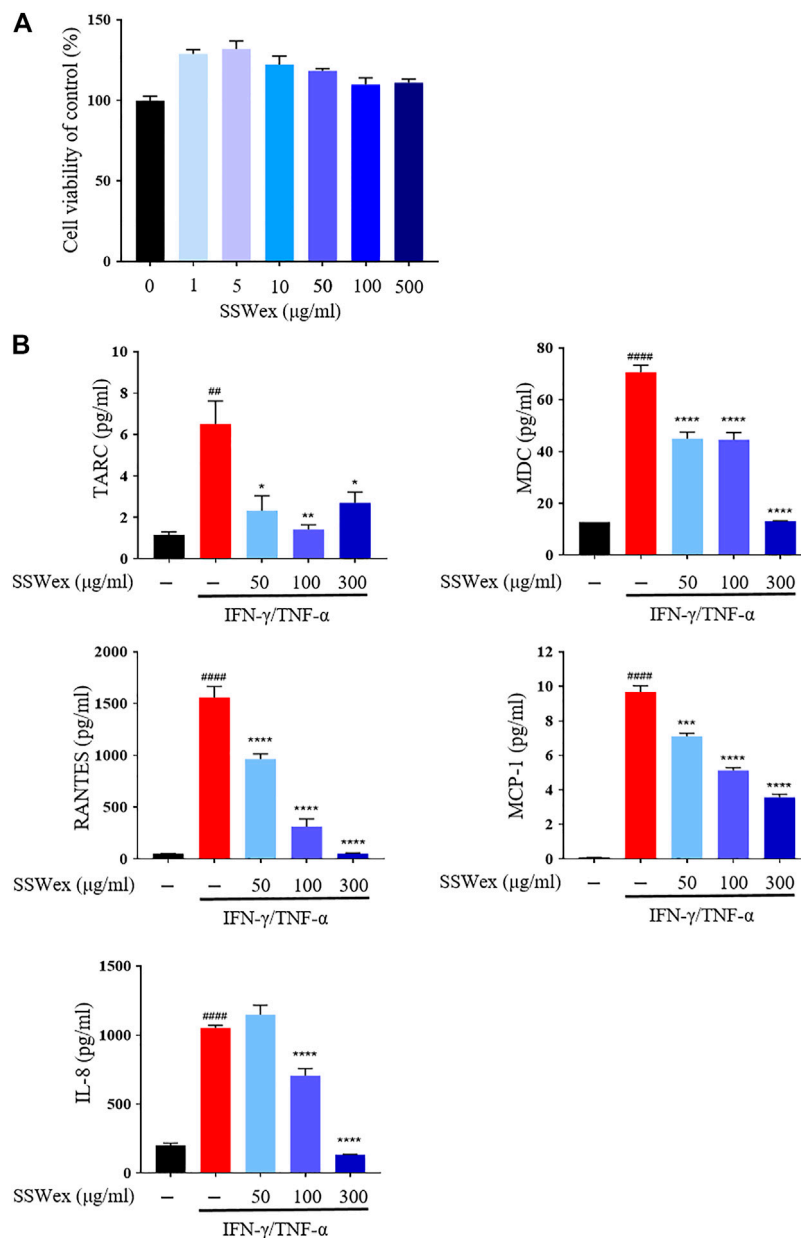 A
Cell viability of control (%)
150
100
50
0
0 1 5 10 50 100 500
SSWex (μg/ml)
B
TARC (pg/ml)
10
8
6
4
2
0
##
*
**
*
SSWex (μg/ml) – – 50 100 300
IFN-γ/TNF-α
MDC (pg/ml)
80
60
40
20
0
####
****
****
****
SSWex (μg/ml) – – 50 100 300
IFN-γ/TNF-α
RANTES (pg/ml)
2000
1500
1000
500
0
####
****
****
****
SSWex (μg/ml) – – 50 100 300
IFN-γ/TNF-α
MCP-1 (pg/ml)
12
10
8
6
4
2
0
####
***
****
****
SSWex (μg/ml) – – 50 100 300
IFN-γ/TNF-α
IL-8 (pg/ml)
1500
1000
500
0
####
****
****
SSWex (μg/ml) – – 50 100 300
IFN-γ/TNF-α